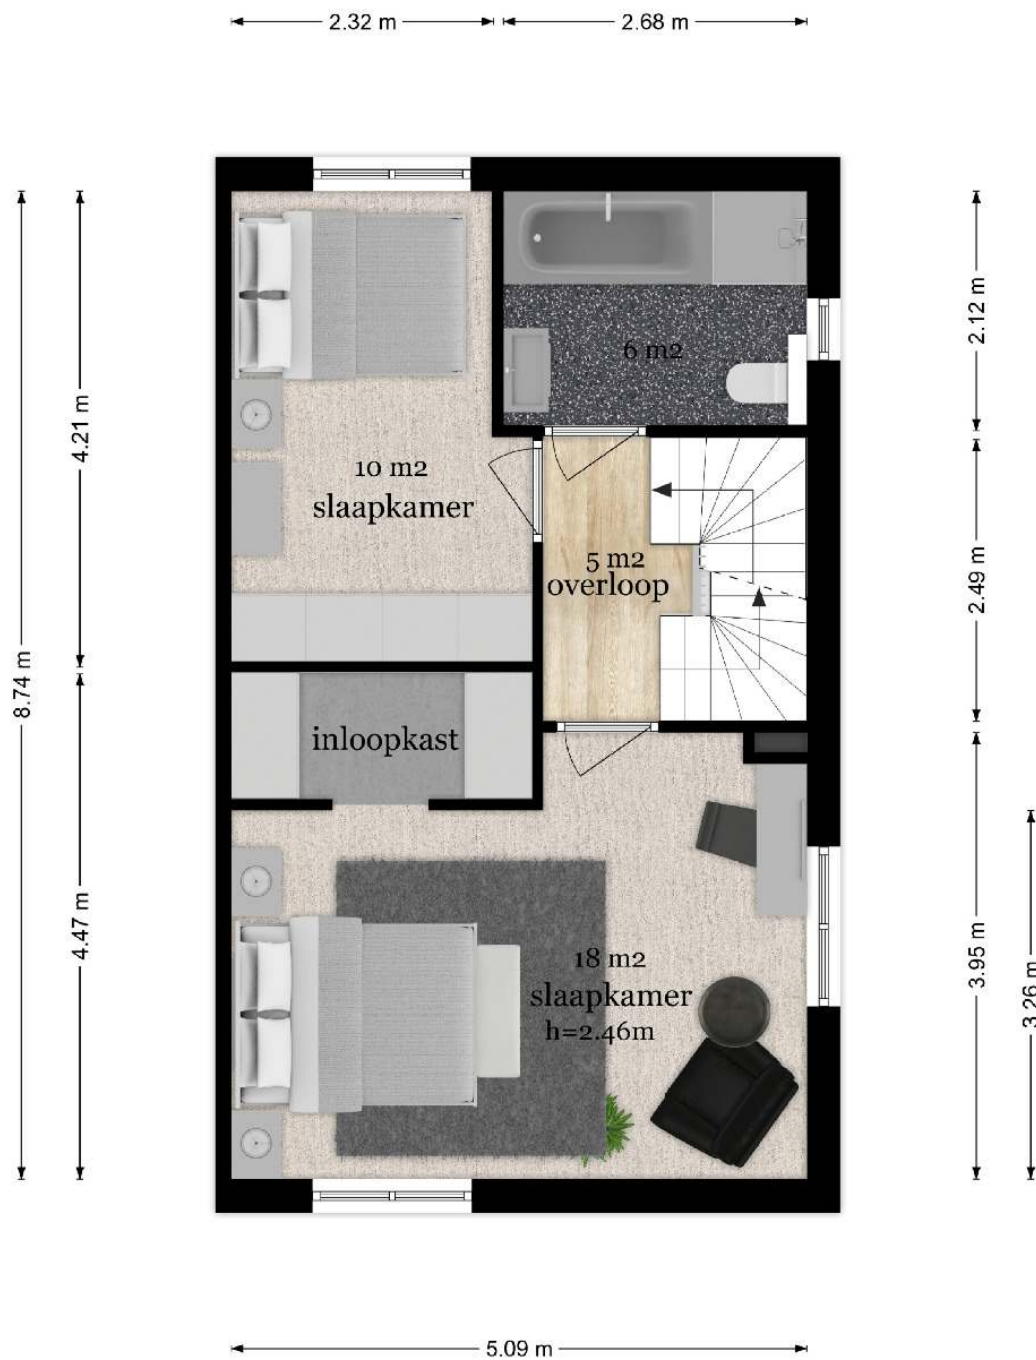 2.32 m
2.68 m
8.74 m
4.21 m
4.47 m
2.12 m
2.49 m
3.95 m
3.26 m
6 m2
10 m2
slaapkamer
5 m2
overloop
inloopkast
18 m2
slaapkamer
h=2.46m
5.09 m